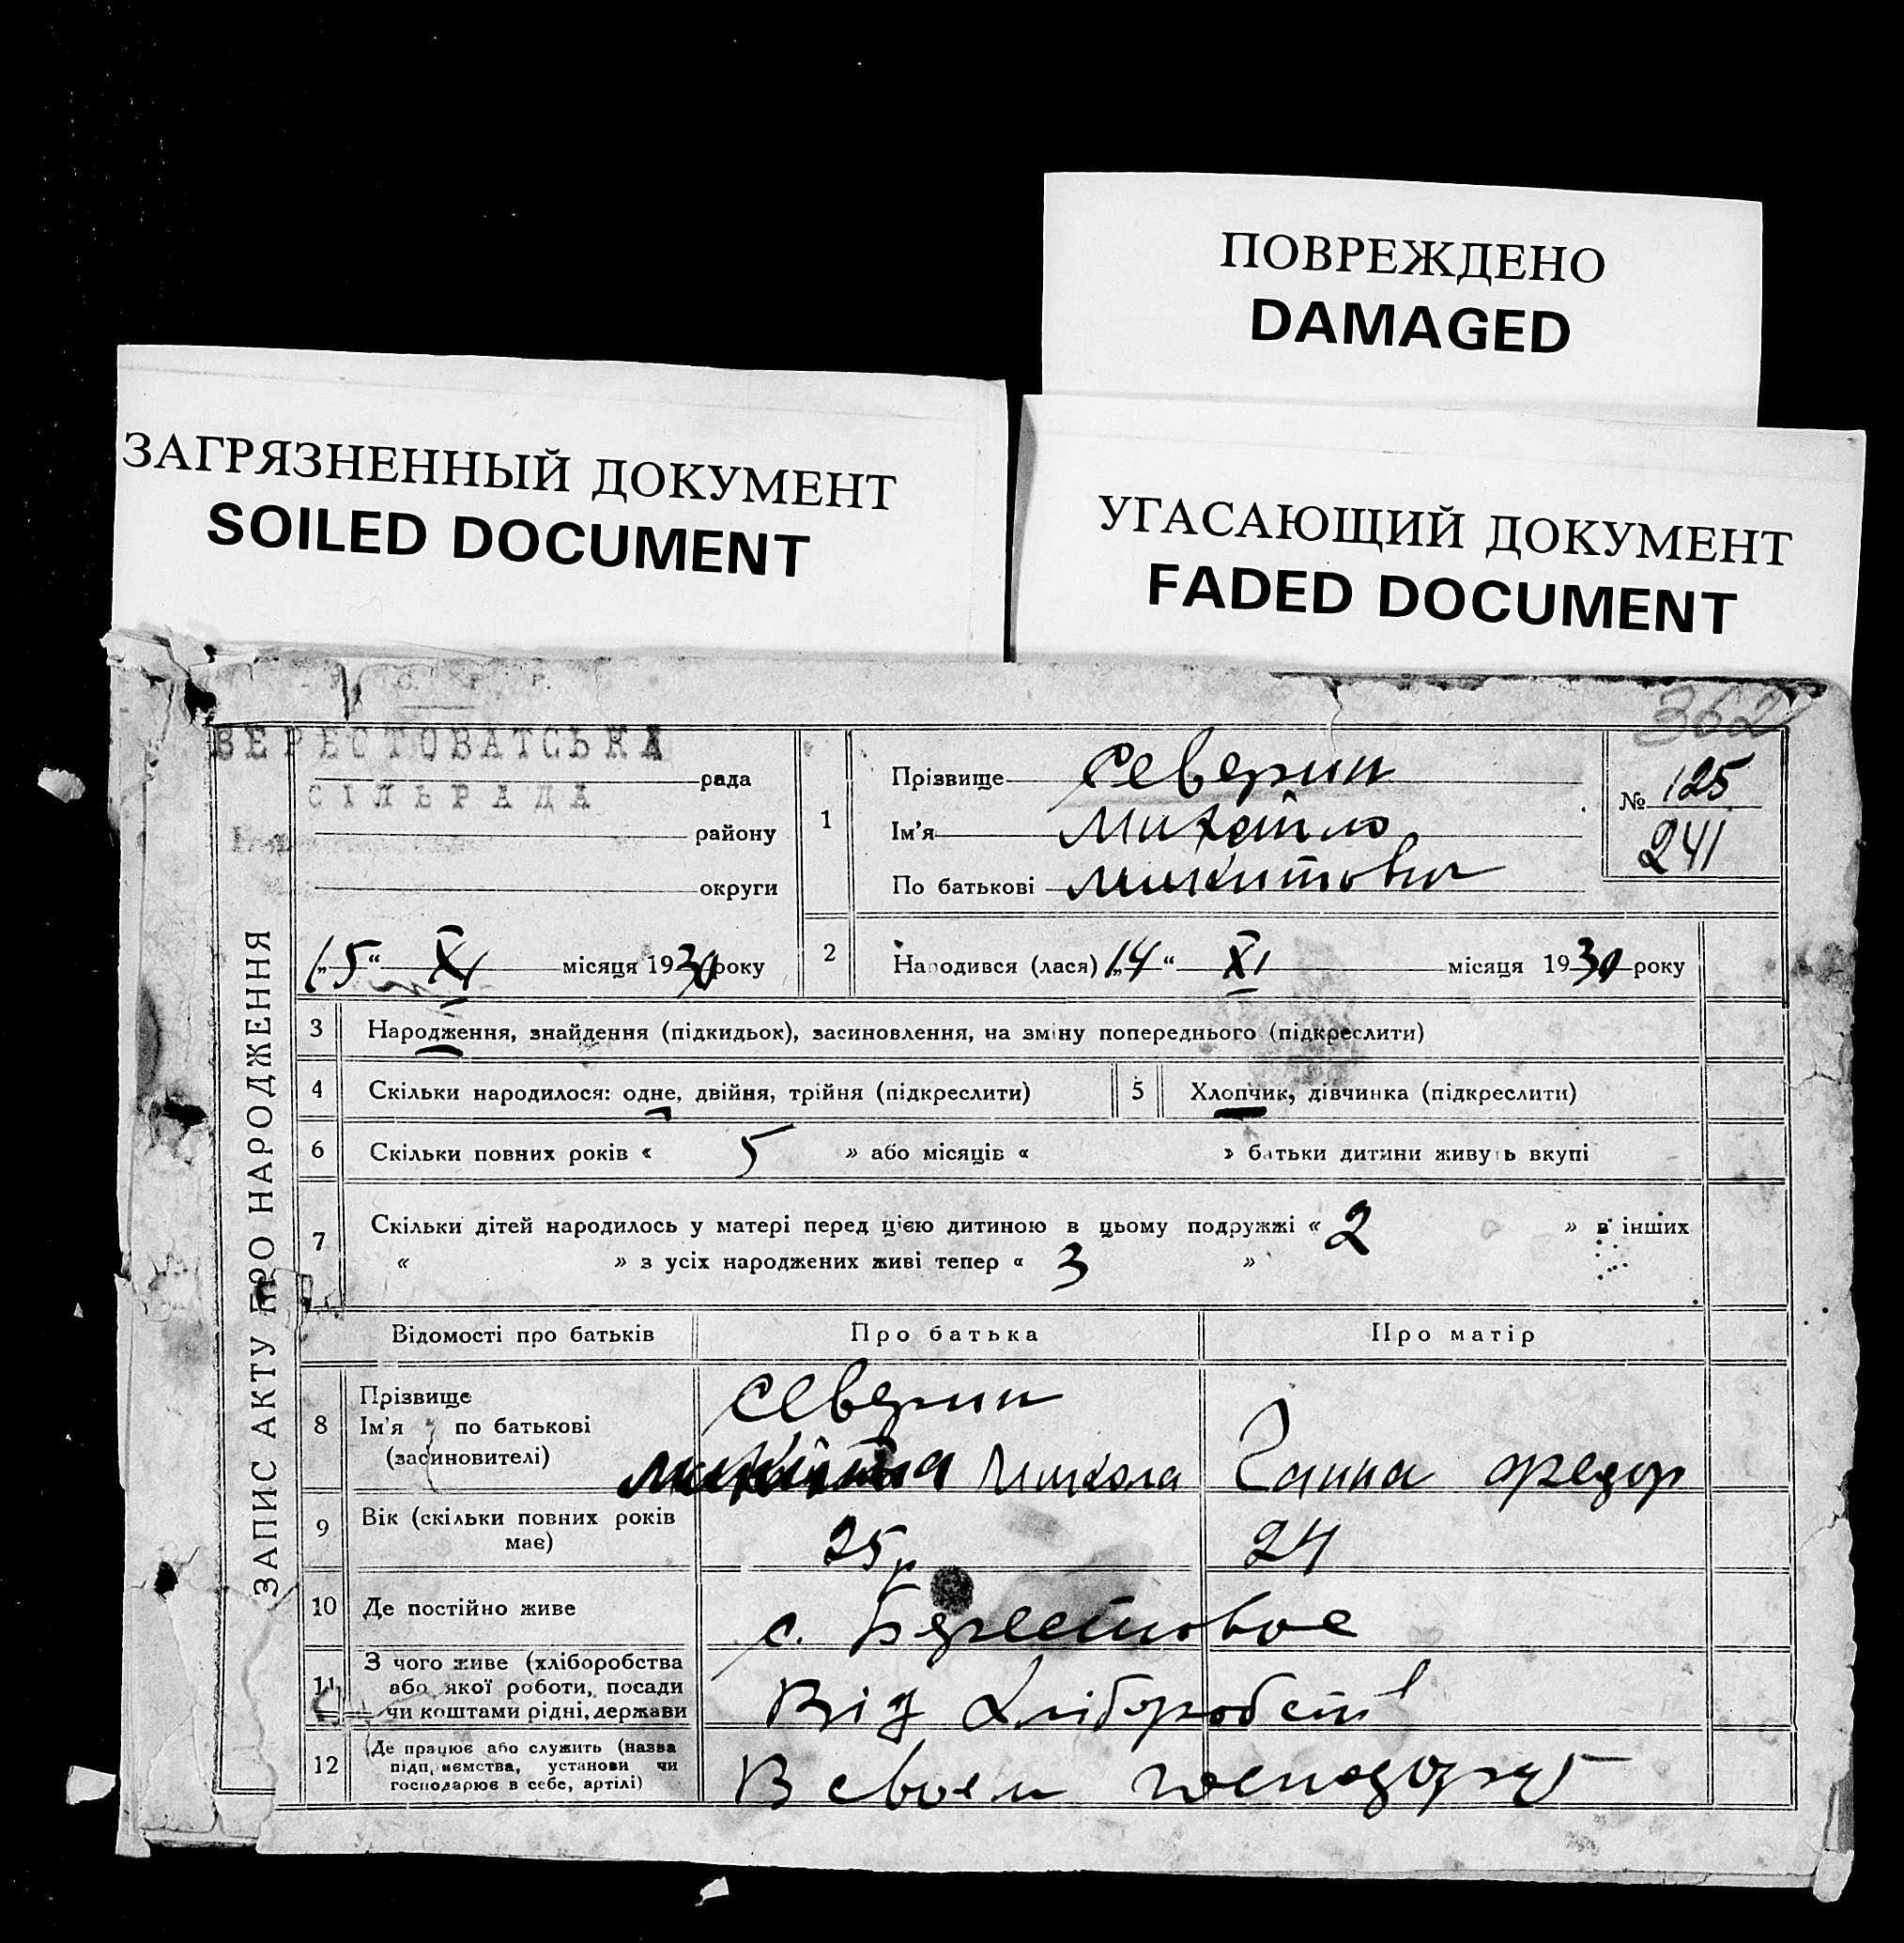 ПОВРЕЖДЕНО
DAMAGED
ЗАГРЯЗНЕННЫЙ ДОКУМЕНТ
SOILED DOCUMENT
УГАСАЮЩИЙ ДОКУМЕНТ
FADED DOCUMENT
362
ЗАПИС АКТУ ПРО НАРОДЖЕННЯ
ВЕРЕСТОВАТСЬКА
рада
СІЛЬРАДА
району
округи
„15“ XI місяця 1930 року
1
Прізвище Северин
Ім'я Михайло
По батькові Микитович
№ 125
241
2 Народився (лася) „14“ XI місяця 1930 року
3 Народження, знайдення (підкидьок), засиновлення, на зміну попереднього (підкреслити)
4 Скільки народилося: одне, двійня, трійня (підкреслити)
5 Хлопчик, дівчинка (підкреслити)
6 Скільки повних років « 5 » або місяців « » батьки дитини живуть вкупі
7 Скільки дітей народилось у матері перед цією дитиною в цьому подружжі « 2 » в інших
« » з усіх народжених живі тепер « 3 »
Відомості про батьків Про батька Про матір
8 Прізвище
Ім'я по батькові
(засиновителі)
Северин
Микита Микола Ганна Федор
9 Вік (скільки повних років
має)
25 р 24
10 Де постійно живе с. Берестовое
11 З чого живе (хліборобства
або якої роботи, посади
чи коштами рідні, держави
Від хліборобств
12 Де працює або служить (назва
підприємства, установи чи
господарює в себе, артілі)
В своем